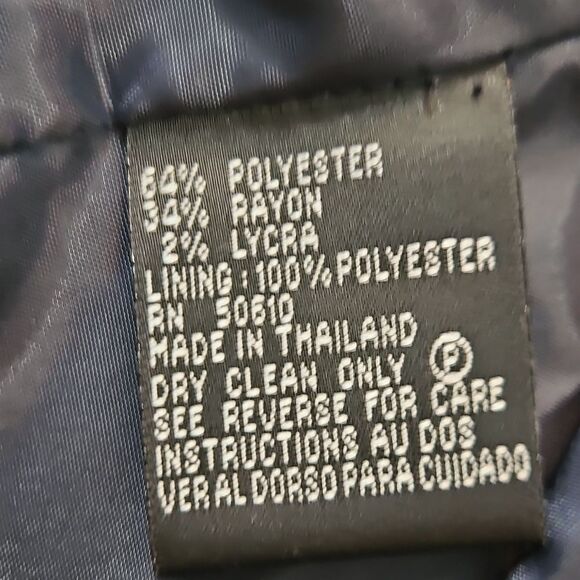 64% POLYESTER
34% RAYON
2% LYCRA
LINING: 100% POLYESTER
RN 50610
MADE IN THAILAND
DRY CLEAN ONLY Ⓟ
SEE REVERSE FOR CARE
INSTRUCTIONS AU DOS
VER AL DORSO PARA CUIDADO